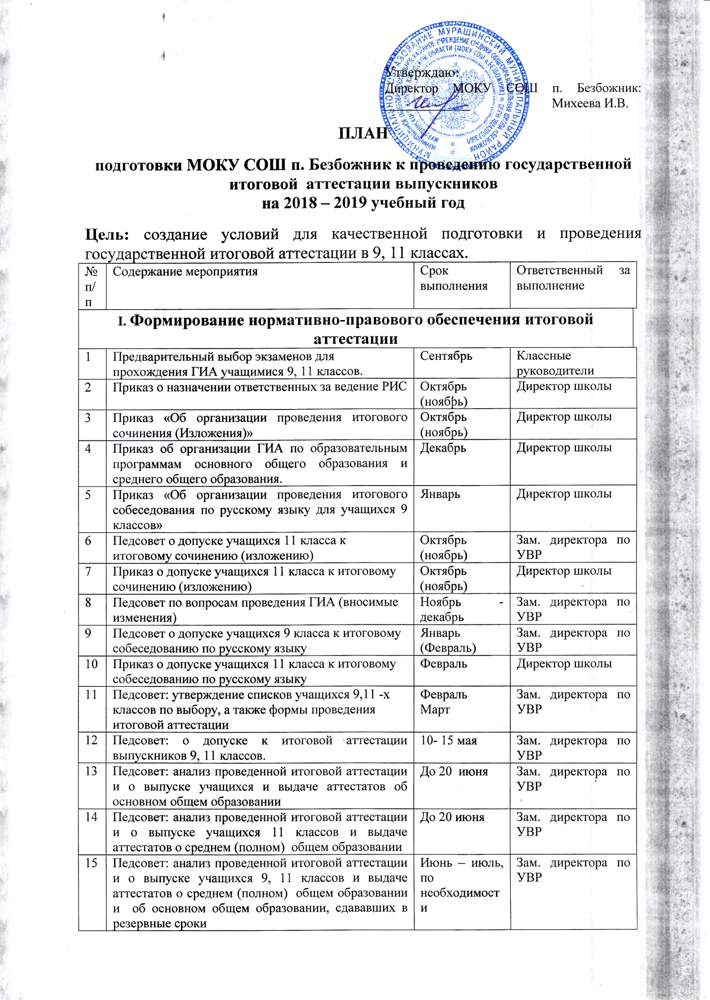 МУНИЦИПАЛЬНОЕ ОБРАЗОВАНИЕ МУРАШИНСКИЙ МУНИЦИПАЛЬНЫЙ РАЙОН
Утверждаю:
Директор МОКУ СОШ п. Безбожник:
Михеева И.В.
ПЛАН
подготовки МОКУ СОШ п. Безбожник к проведению государственной
итоговой аттестации выпускников
на 2018 – 2019 учебный год
Цель: создание условий для качественной подготовки и проведения
государственной итоговой аттестации в 9, 11 классах.
№ Содержание мероприятия Срок Ответственный за
п/ выполнения выполнение
п
I. Формирование нормативно-правового обеспечения итоговой
аттестации
1 Предварительный выбор экзаменов для Сентябрь Классные
прохождения ГИА учащимися 9, 11 классов. руководители
2 Приказ о назначении ответственных за ведение РИС Октябрь Директор школы
(ноябрь)
3 Приказ «Об организации проведения итогового Октябрь Директор школы
сочинения (Изложения)» (ноябрь)
4 Приказ об организации ГИА по образовательным Декабрь Директор школы
программам основного общего образования и
среднего общего образования.
5 Приказ «Об организации проведения итогового Январь Директор школы
собеседования по русскому языку для учащихся 9
классов»
6 Педсовет о допуске учащихся 11 класса к Октябрь Зам. директора по
итоговому сочинению (изложению) (ноябрь) УВР
7 Приказ о допуске учащихся 11 класса к итоговому Октябрь Директор школы
сочинению (изложению) (ноябрь)
8 Педсовет по вопросам проведения ГИА (вносимые Ноябрь - Зам. директора по
изменения) декабрь УВР
9 Педсовет о допуске учащихся 9 класса к итоговому Январь Зам. директора по
собеседованию по русскому языку (Февраль) УВР
10 Приказ о допуске учащихся 11 класса к итоговому Февраль Директор школы
собеседованию по русскому языку
11 Педсовет: утверждение списков учащихся 9,11 -х Февраль Зам. директора по
классов по выбору, а также формы проведения Март УВР
итоговой аттестации
12 Педсовет: о допуске к итоговой аттестации 10- 15 мая Зам. директора по
выпускников 9, 11 классов. УВР
13 Педсовет: анализ проведенной итоговой аттестации До 20 июня Зам. директора по
и о выпуске учащихся и выдаче аттестатов об УВР
основном общем образовании
14 Педсовет: анализ проведенной итоговой аттестации До 20 июня Зам. директора по
и о выпуске учащихся 11 классов и выдаче УВР
аттестатов о среднем (полном) общем образовании
15 Педсовет: анализ проведенной итоговой аттестации Июнь – июль, Зам. директора по
и о выпуске учащихся 9, 11 классов и выдаче по УВР
аттестатов о среднем (полном) общем образовании необходимост
и об основном общем образовании, сдававших в и
резервные сроки